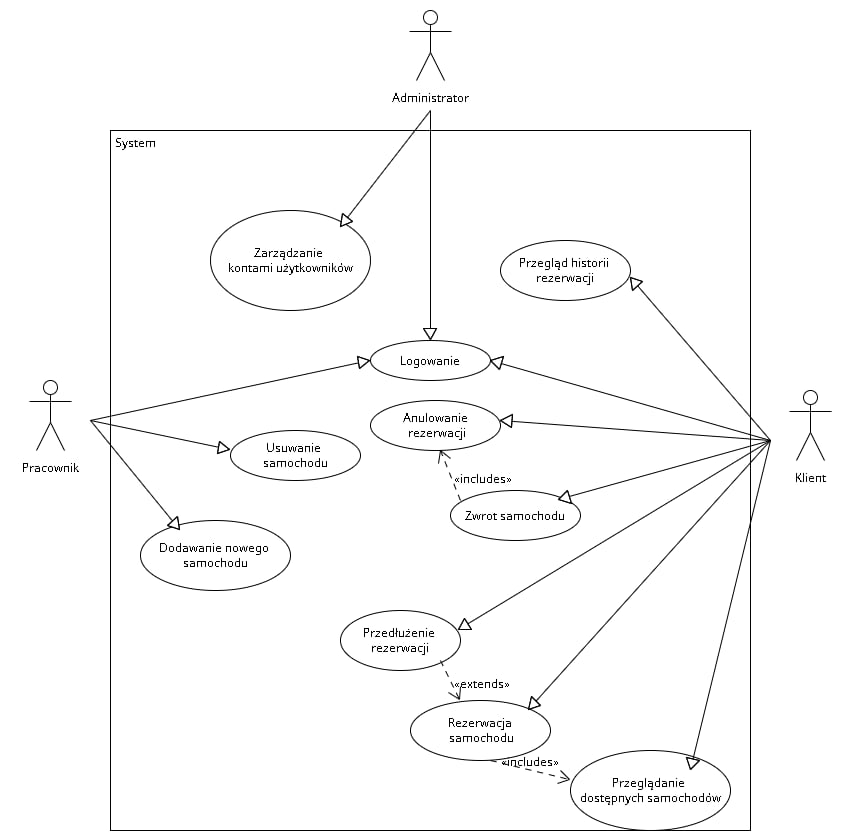 Administrator
System
Zarządzanie
kontami użytkowników
Przegląd historii
rezerwacji
Logowanie
Anulowanie
rezerwacji
Pracownik
Usuwanie
samochodu
Klient
«includes»
Zwrot samochodu
Dodawanie nowego
samochodu
Przedłużenie
rezerwacji
«extends»
Rezerwacja
samochodu
«includes»
Przeglądanie
dostępnych samochodów